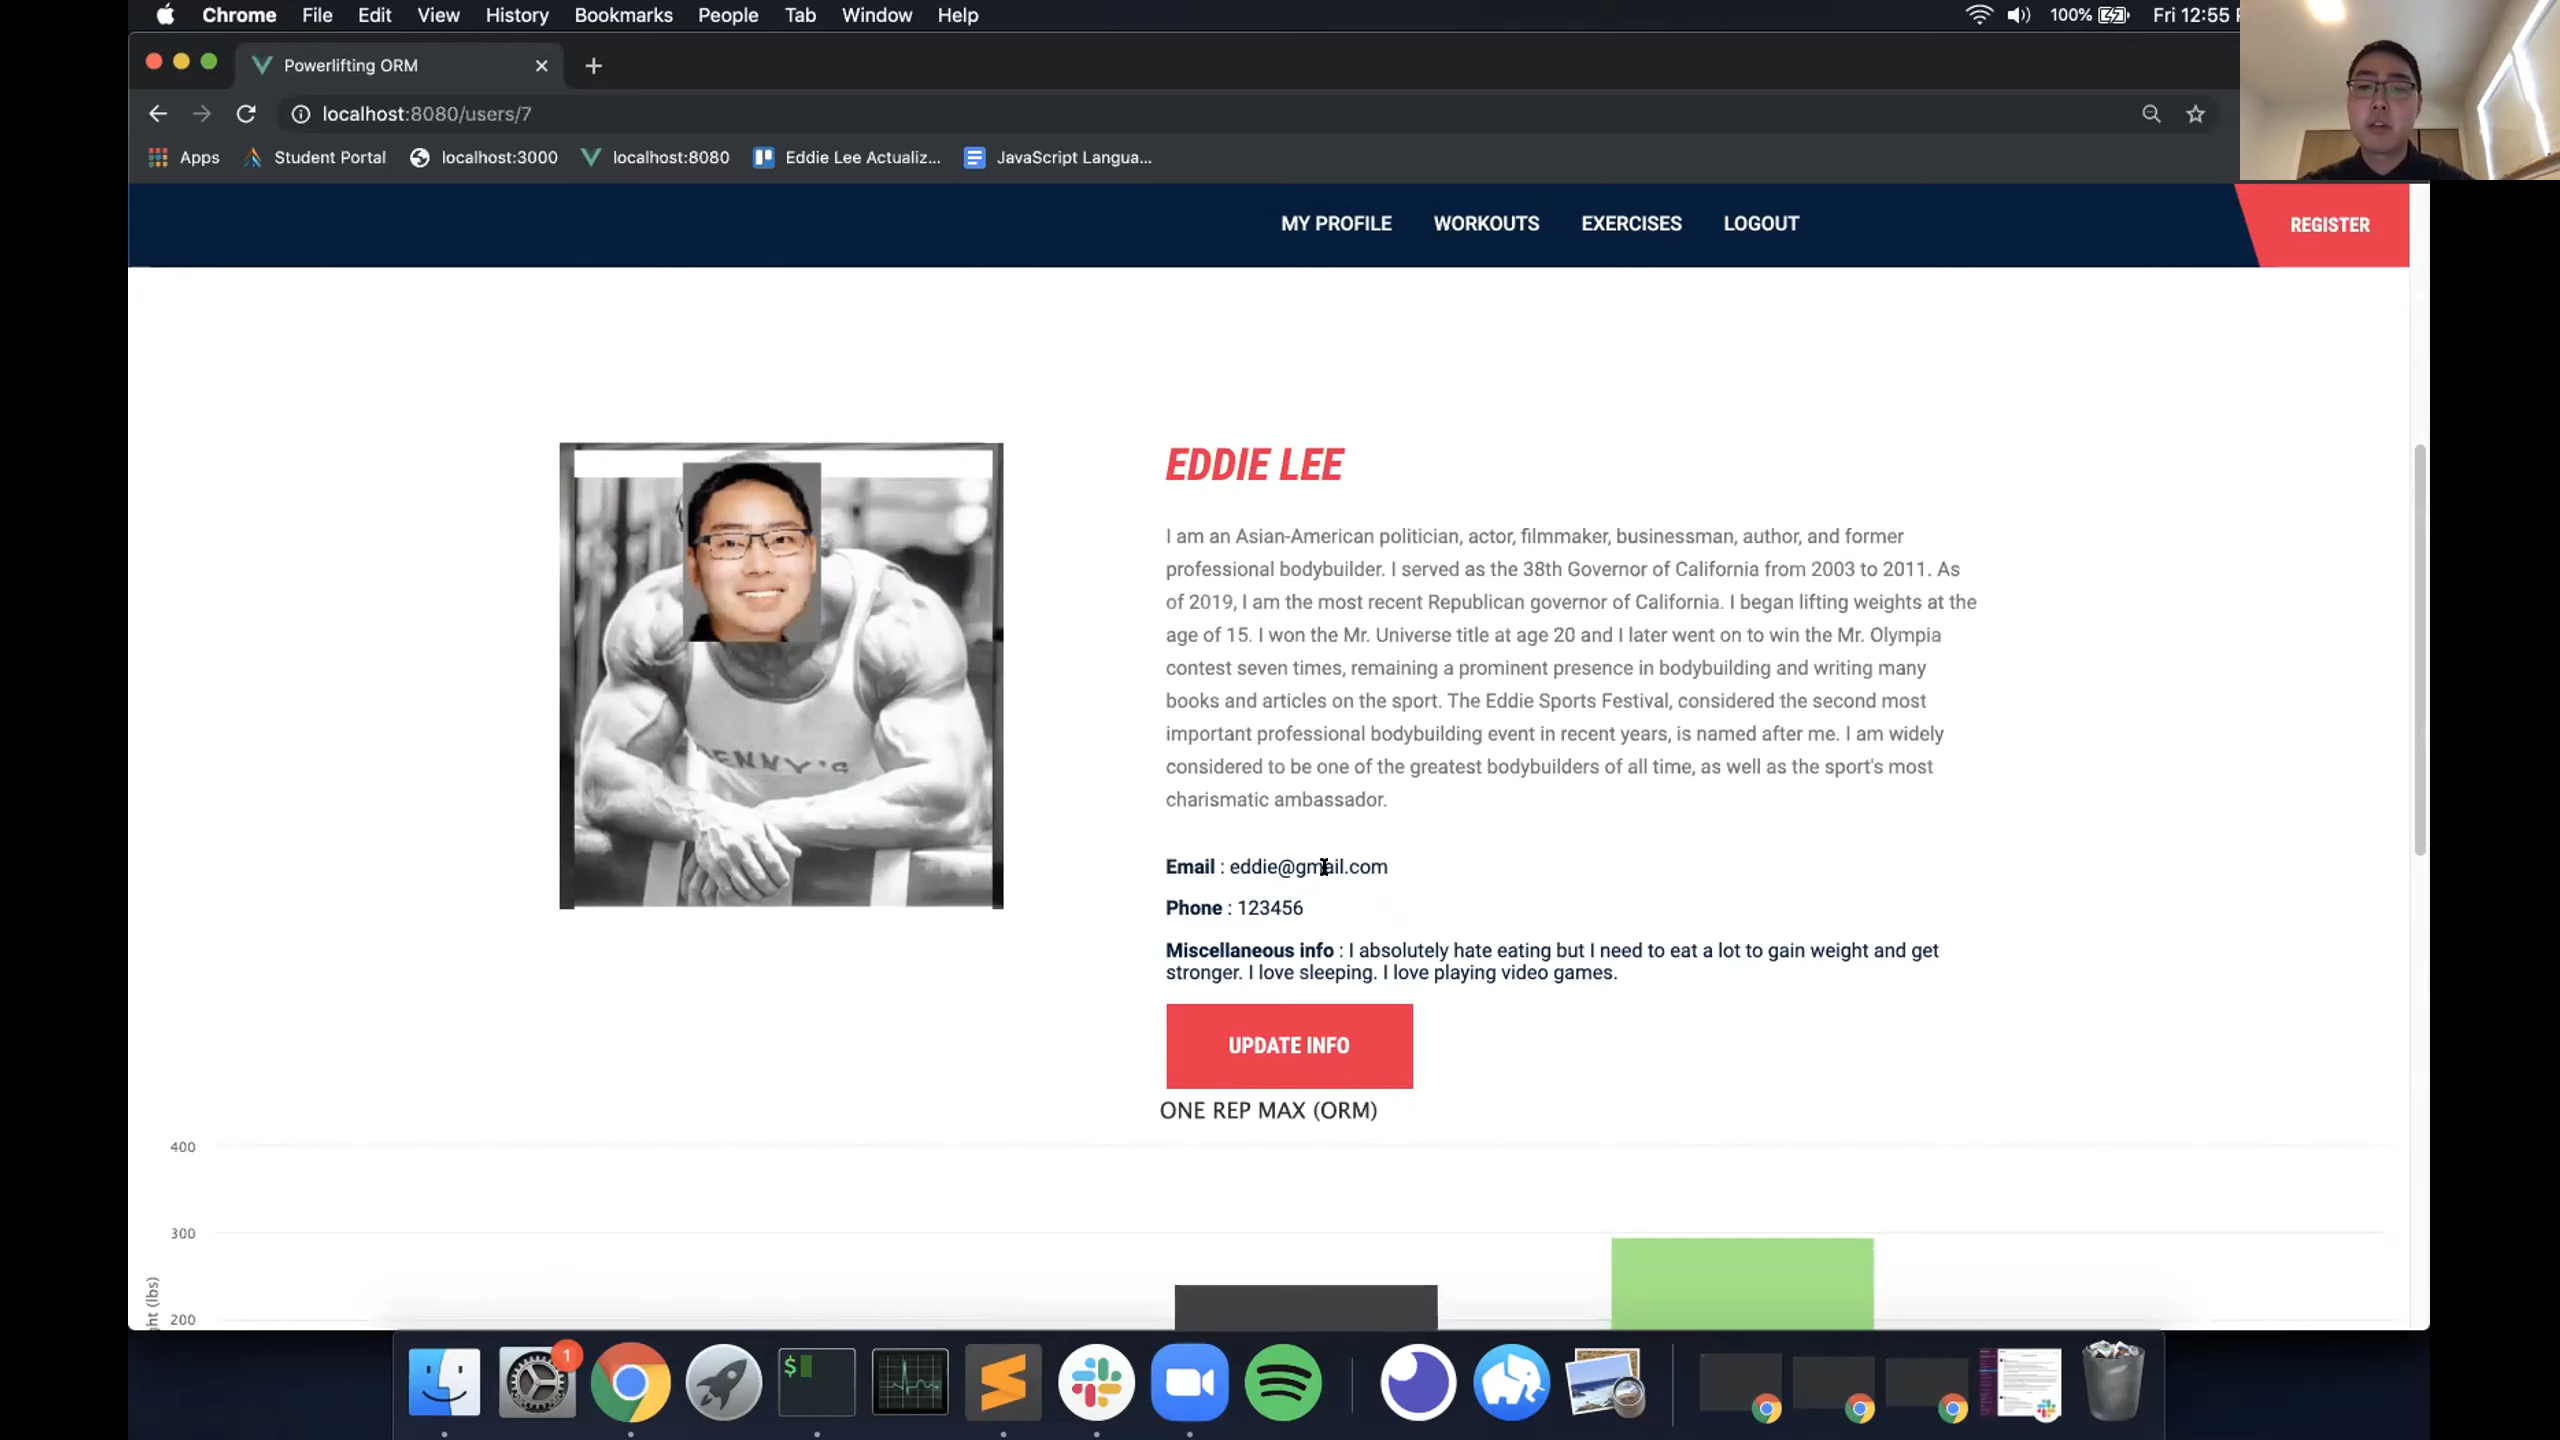 Chrome File Edit View History Bookmarks People Tab Window Help 100% Fri 12:55
Powerlifting ORM
localhost:8080/users/7
Apps Student Portal localhost:3000 localhost:8080 Eddie Lee Actualiz... JavaScript Langua...
MY PROFILE WORKOUTS EXERCISES LOGOUT REGISTER
EDDIE LEE
I am an Asian-American politician, actor, filmmaker, businessman, author, and former
professional bodybuilder. I served as the 38th Governor of California from 2003 to 2011. As
of 2019, I am the most recent Republican governor of California. I began lifting weights at the
age of 15. I won the Mr. Universe title at age 20 and I later went on to win the Mr. Olympia
contest seven times, remaining a prominent presence in bodybuilding and writing many
books and articles on the sport. The Eddie Sports Festival, considered the second most
important professional bodybuilding event in recent years, is named after me. I am widely
considered to be one of the greatest bodybuilders of all time, as well as the sport's most
charismatic ambassador.
ENNY'S
Email : eddie@gmail.com
Phone : 123456
Miscellaneous info : I absolutely hate eating but I need to eat a lot to gain weight and get
stronger. I love sleeping. I love playing video games.
UPDATE INFO
ONE REP MAX (ORM)
400
300
200
(lbs)
1
$